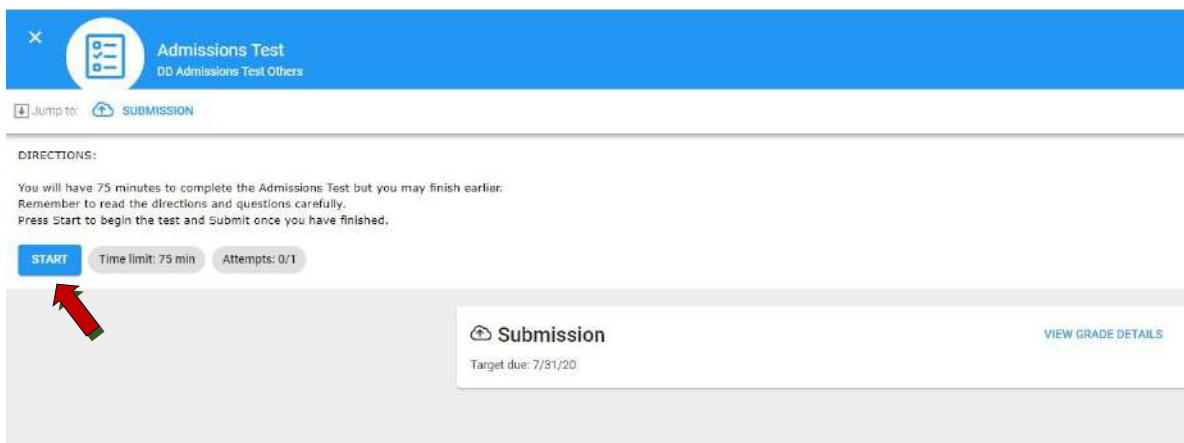 Admissions Test
DD Admissions Test Others
Jump to: SUBMISSION
DIRECTIONS:
You will have 75 minutes to complete the Admissions Test but you may finish earlier.
Remember to read the directions and questions carefully.
Press Start to begin the test and Submit once you have finished.
START Time limit: 75 min Attempts: 0/1
Submission VIEW GRADE DETAILS
Target due: 7/31/20